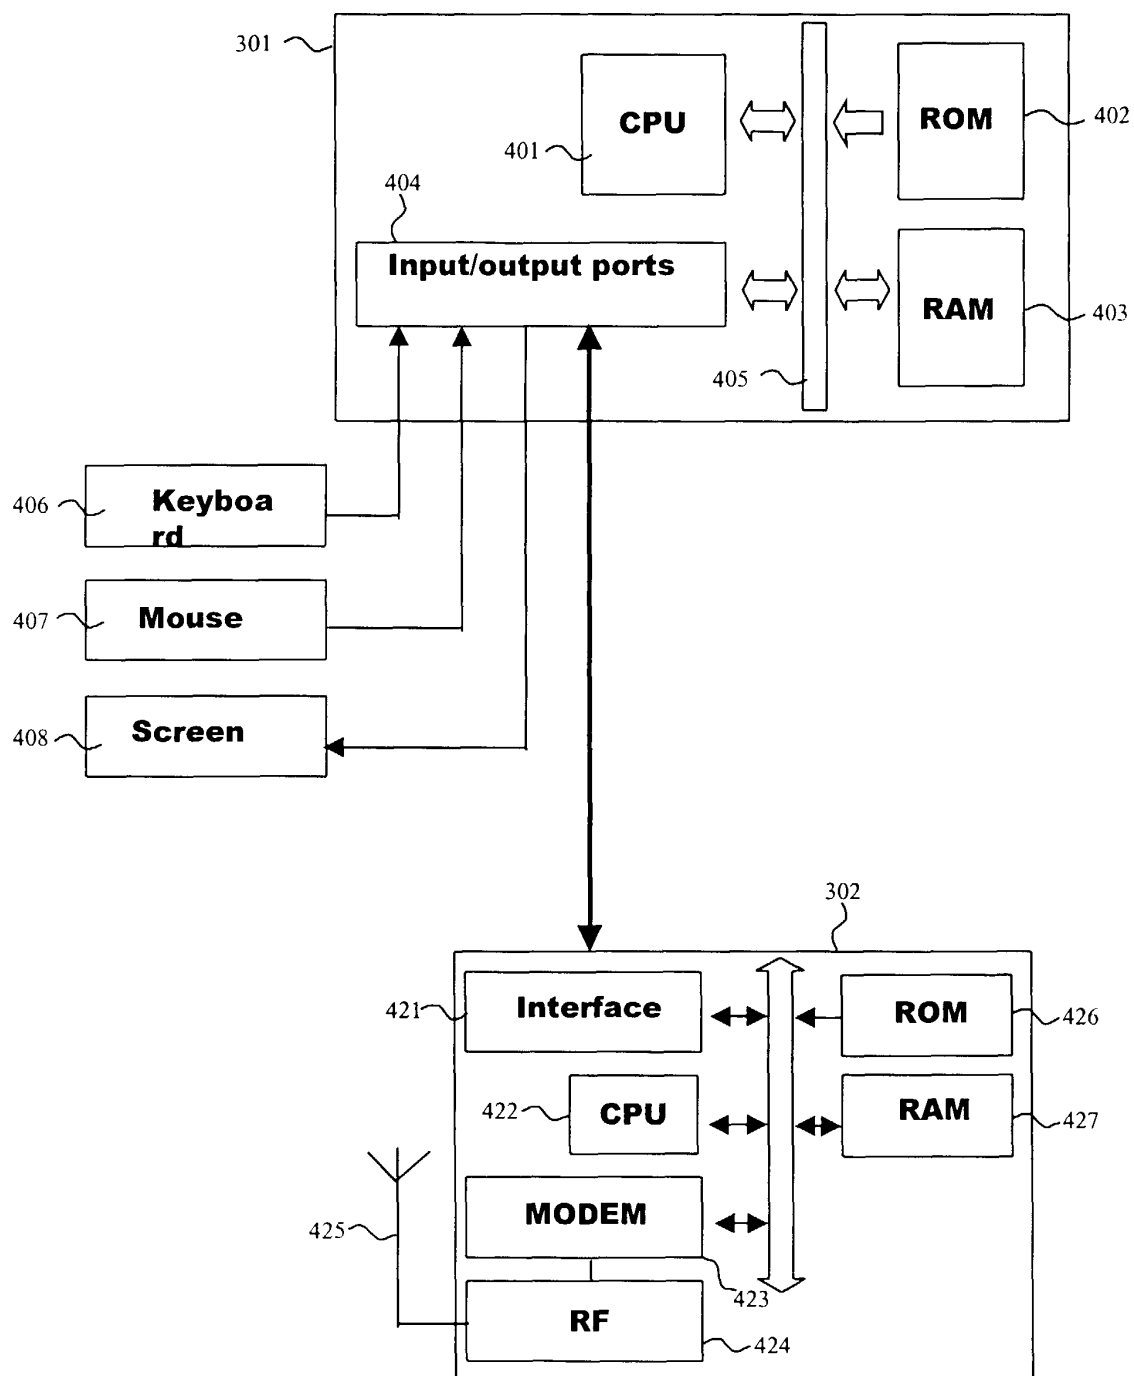 301
CPU
ROM
402
401
404
Input/output ports
RAM
403
405
406
Keyboa
rd
407
Mouse
408
Screen
302
421
Interface
ROM
426
422
CPU
RAM
427
MODEM
425
423
RF
424